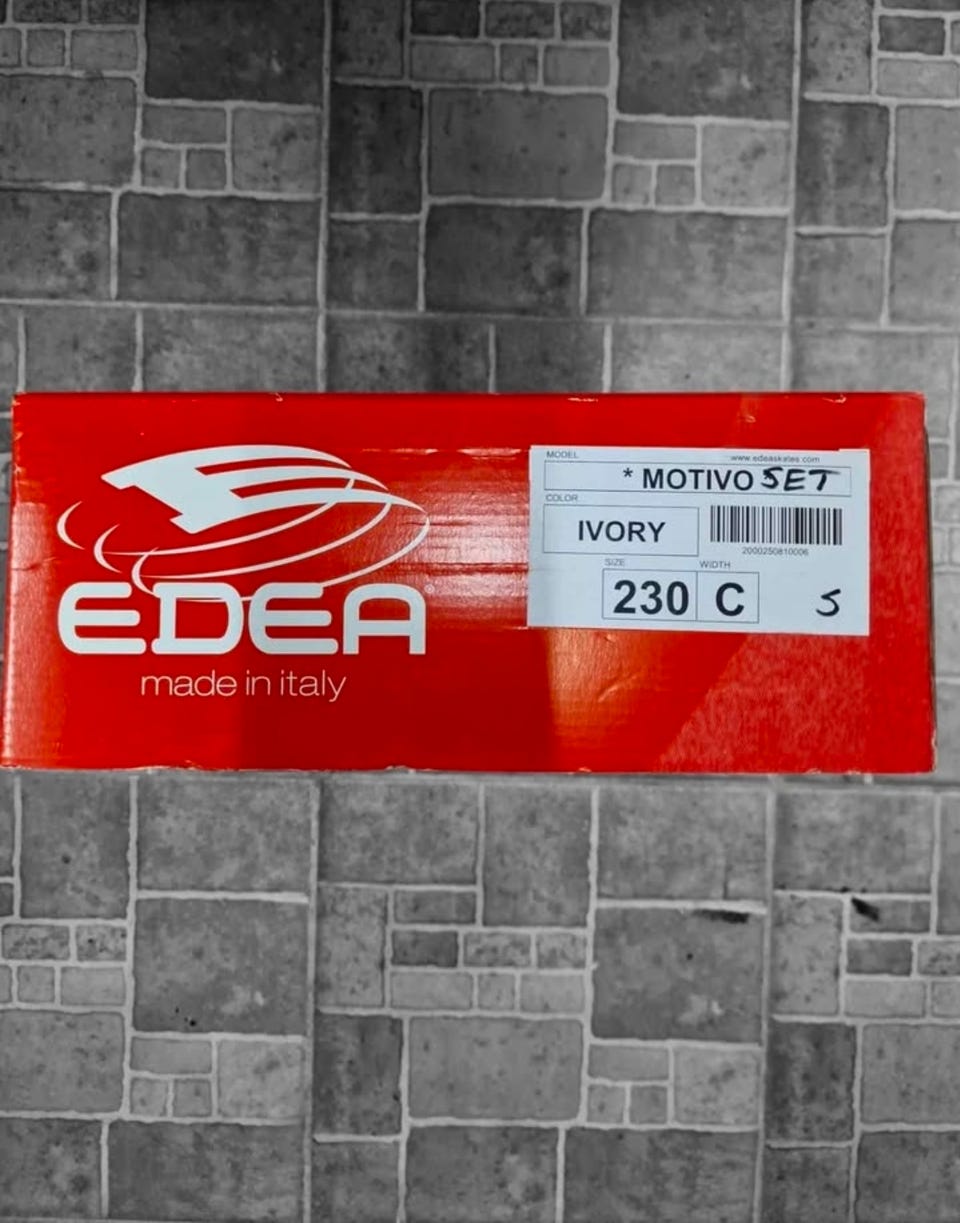 EDEA®
made in italy
MODEL
www.edeaskates.com
* MOTIVO SET
COLOR
IVORY
2000250810006
SIZE
WIDTH
230
C
S